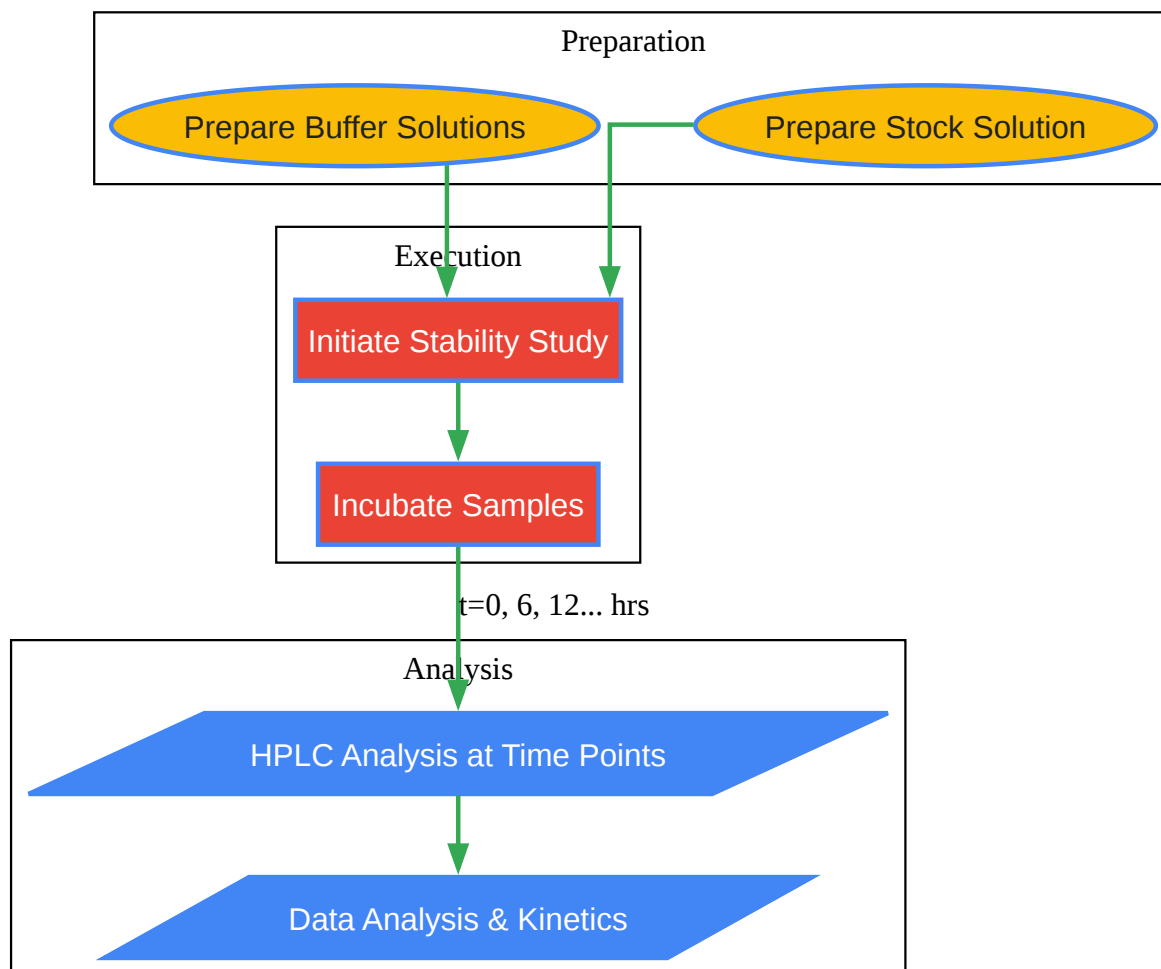 Preparation
Prepare Buffer Solutions
Prepare Stock Solution
Execution
Initiate Stability Study
Incubate Samples
t=0, 6, 12... hrs
Analysis
HPLC Analysis at Time Points
Data Analysis & Kinetics